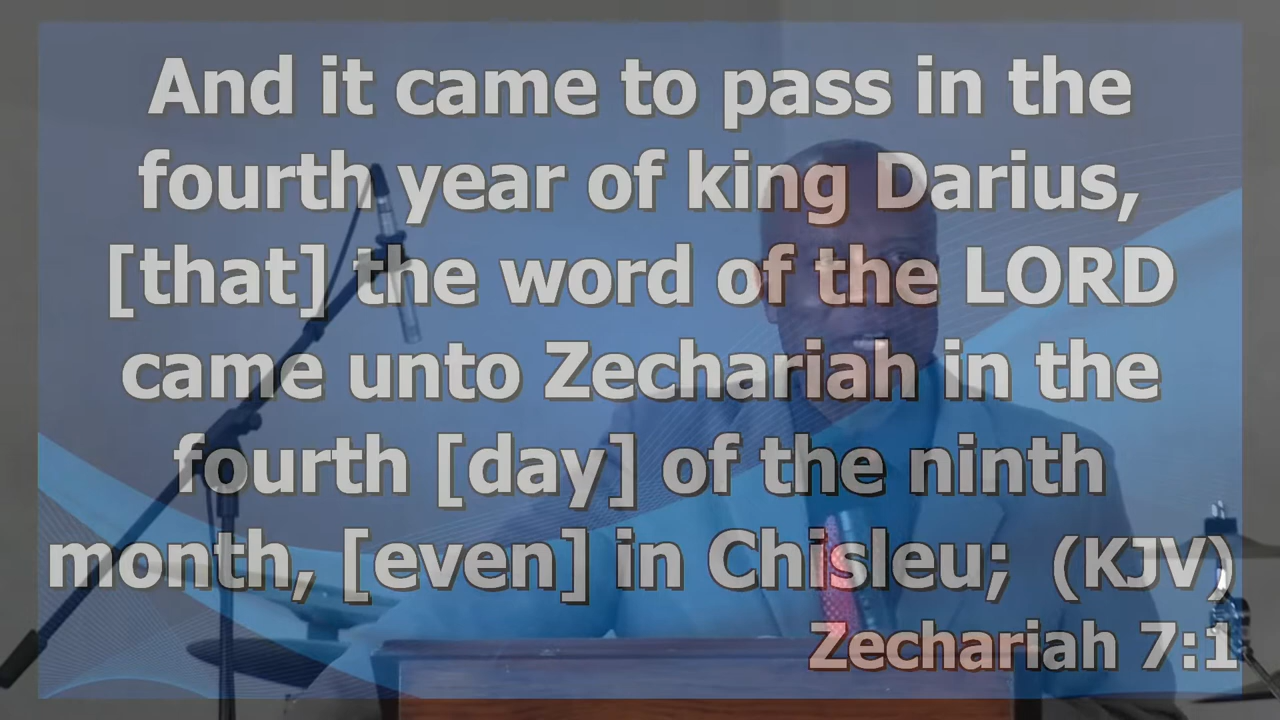 And it came to pass in the
fourth year of king Darius,
[that] the word of the LORD
came unto Zechariah in the
fourth [day] of the ninth
month, [even] in Chisleu; (KJV)
Zechariah 7:1